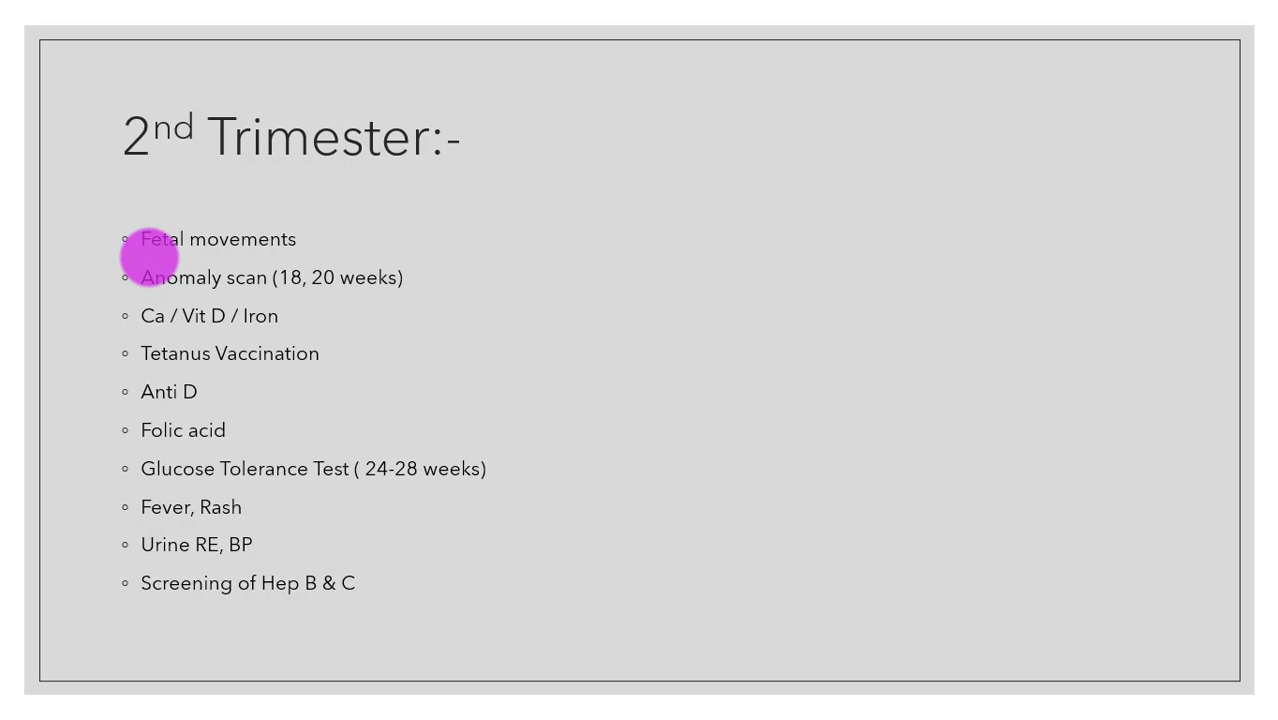 2nd Trimester:-
◦ Fetal movements
◦ Anomaly scan (18, 20 weeks)
◦ Ca / Vit D / Iron
◦ Tetanus Vaccination
◦ Anti D
◦ Folic acid
◦ Glucose Tolerance Test ( 24-28 weeks)
◦ Fever, Rash
◦ Urine RE, BP
◦ Screening of Hep B & C